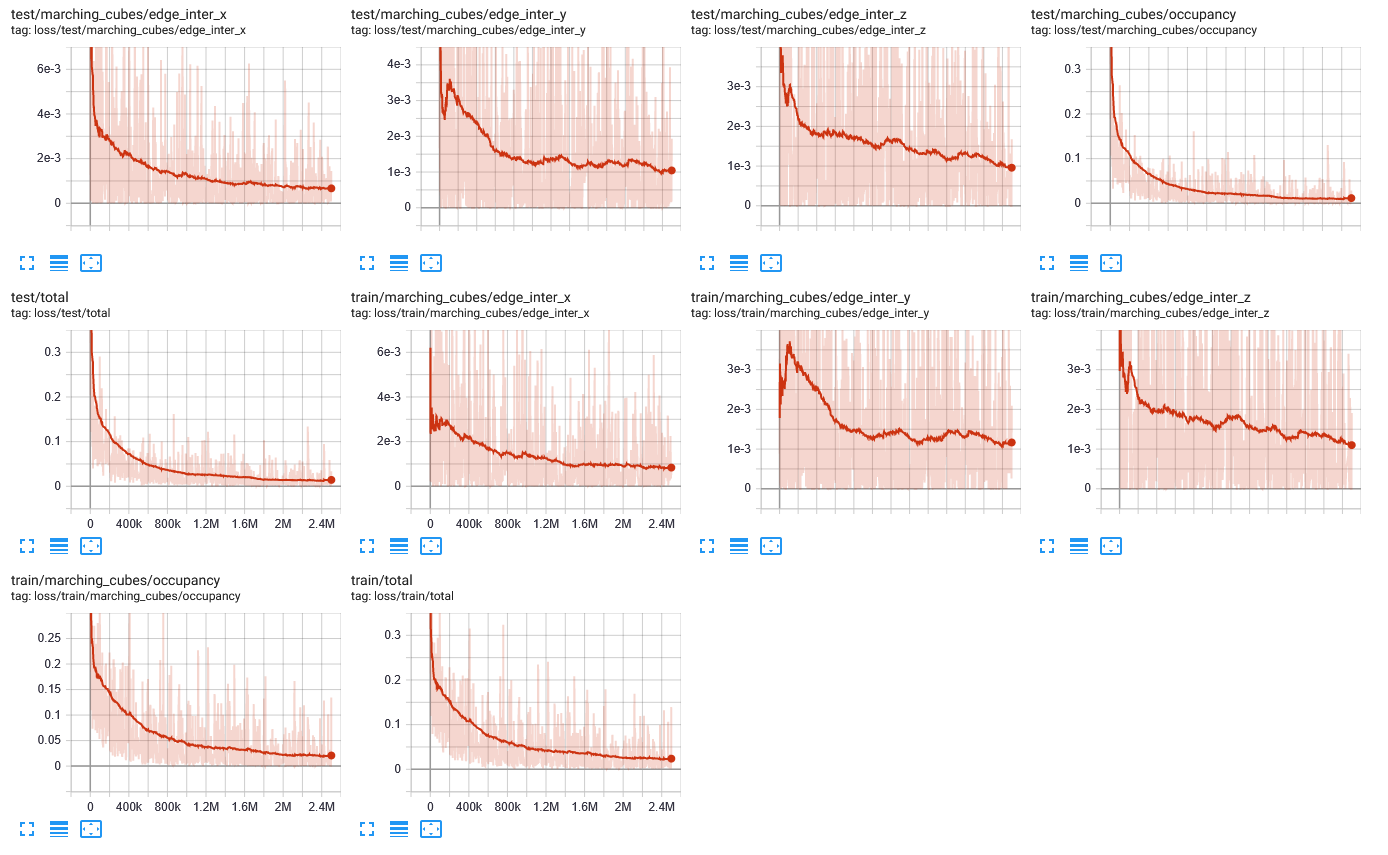 test/marching_cubes/edge_inter_x
tag: loss/test/marching_cubes/edge_inter_x
6e-3
4e-3
2e-3
0
test/marching_cubes/edge_inter_y
tag: loss/test/marching_cubes/edge_inter_y
4e-3
3e-3
2e-3
1e-3
0
test/marching_cubes/edge_inter_z
tag: loss/test/marching_cubes/edge_inter_z
3e-3
2e-3
1e-3
0
test/marching_cubes/occupancy
tag: loss/test/marching_cubes/occupancy
0.3
0.2
0.1
0
test/total
tag: loss/test/total
0.3
0.2
0.1
0
0 400k 800k 1.2M 1.6M 2M 2.4M
train/marching_cubes/edge_inter_x
tag: loss/train/marching_cubes/edge_inter_x
6e-3
4e-3
2e-3
0
0 400k 800k 1.2M 1.6M 2M 2.4M
train/marching_cubes/edge_inter_y
tag: loss/train/marching_cubes/edge_inter_y
3e-3
2e-3
1e-3
0
train/marching_cubes/edge_inter_z
tag: loss/train/marching_cubes/edge_inter_z
3e-3
2e-3
1e-3
0
train/marching_cubes/occupancy
tag: loss/train/marching_cubes/occupancy
0.25
0.2
0.15
0.1
0.05
0
0 400k 800k 1.2M 1.6M 2M 2.4M
train/total
tag: loss/train/total
0.3
0.2
0.1
0
0 400k 800k 1.2M 1.6M 2M 2.4M